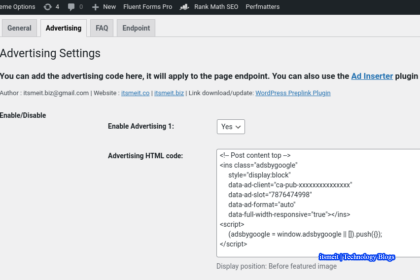 eme Options 4 0 New Fluent Forms Pro Rank Math SEO Perfmatters
General Advertising FAQ Endpoint
Advertising Settings
You can add the advertising code here, it will apply to the page endpoint. You can also use the Ad Inserter plugin
Author : itsmeit.biz@gmail.com | Website : itsmeit.co | itsmeit.biz | Link download/update: WordPress Preplink Plugin
Enable/Disable
Enable Advertising 1: Yes
Advertising HTML code:
<!-- Post content top -->
<ins class="adsbygoogle"
style="display:block"
data-ad-client="ca-pub-xxxxxxxxxxxxxxx"
data-ad-slot="7876474998"
data-ad-format="auto"
data-full-width-responsive="true"></ins>
<script>
(adsbygoogle = window.adsbygoogle || []).push({});
</script>
itsmeit | Technology Blogs
Display position: Before featured image